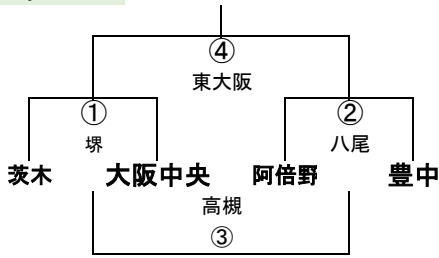 ④
東大阪
① ②
堺 八尾
茨木 大阪中央 阿倍野 豊中
高槻
③